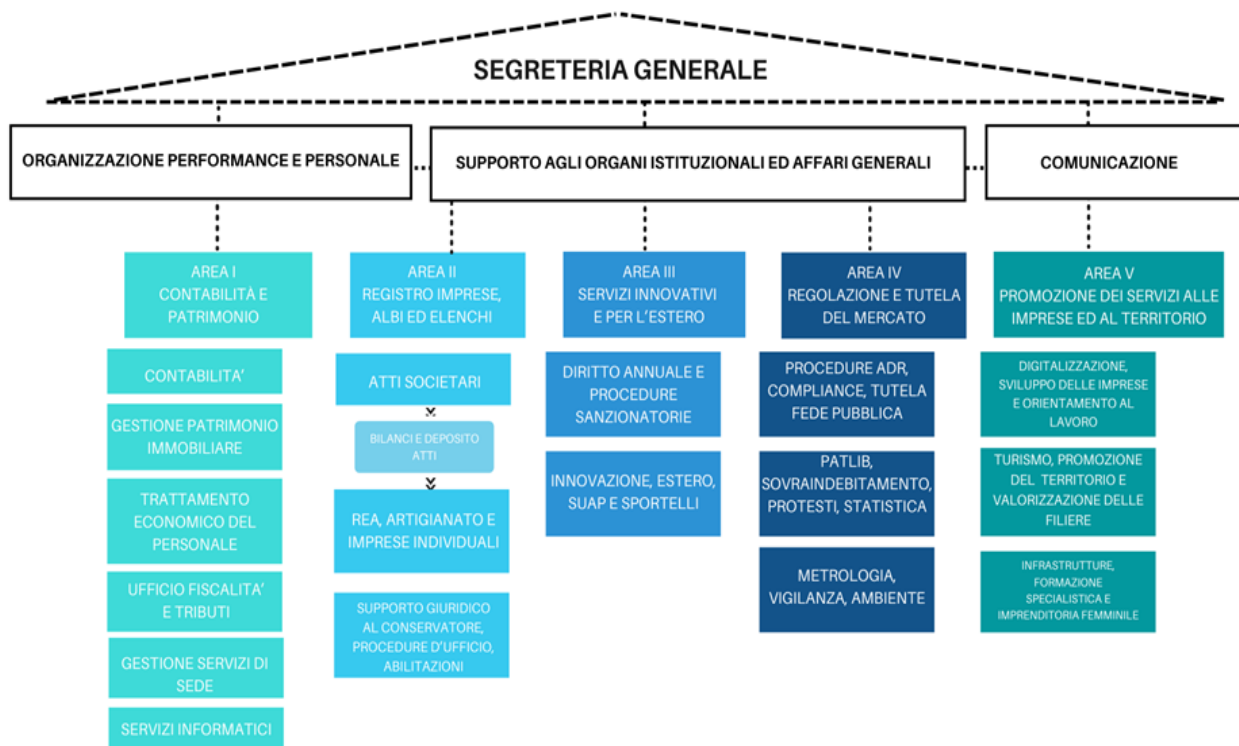 SEGRETERIA GENERALE
ORGANIZZAZIONE PERFORMANCE E PERSONALE
SUPPORTO AGLI ORGANI ISTITUZIONALI ED AFFARI GENERALI
COMUNICAZIONE
AREA I
CONTABILITÀ E
PATRIMONIO
CONTABILITA'
GESTIONE PATRIMONIO
IMMOBILIARE
TRATTAMENTO
ECONOMICO DEL
PERSONALE
UFFICIO FISCALITA'
E TRIBUTI
GESTIONE SERVIZI DI
SEDE
SERVIZI INFORMATICI
AREA II
REGISTRO IMPRESE,
ALBI ED ELENCHI
ATTI SOCIETARI
BILANCI E DEPOSITO
ATTI
REA, ARTIGIANATO E
IMPRESE INDIVIDUALI
SUPPORTO GIURIDICO
AL CONSERVATORE,
PROCEDURE D'UFFICIO,
ABILITAZIONI
AREA III
SERVIZI INNOVATIVI
E PER L'ESTERO
DIRITTO ANNUALE E
PROCEDURE
SANZIONATORIE
INNOVAZIONE, ESTERO,
SUAP E SPORTELLI
AREA IV
REGOLAZIONE E TUTELA
DEL MERCATO
PROCEDURE ADR,
COMPLIANCE, TUTELA
FEDE PUBBLICA
PATLIB,
SOVRAINDEBITAMENTO,
PROTESTI, STATISTICA
METROLOGIA,
VIGILANZA, AMBIENTE
AREA V
PROMOZIONE DEI SERVIZI ALLE
IMPRESE ED AL TERRITORIO
DIGITALIZZAZIONE,
SVILUPPO DELLE IMPRESE
E ORIENTAMENTO AL
LAVORO
TURISMO, PROMOZIONE
DEL TERRITORIO E
VALORIZZAZIONE DELLE
FILIERE
INFRASTRUTTURE,
FORMAZIONE
SPECIALISTICA E
IMPRENDITORIA FEMMINILE